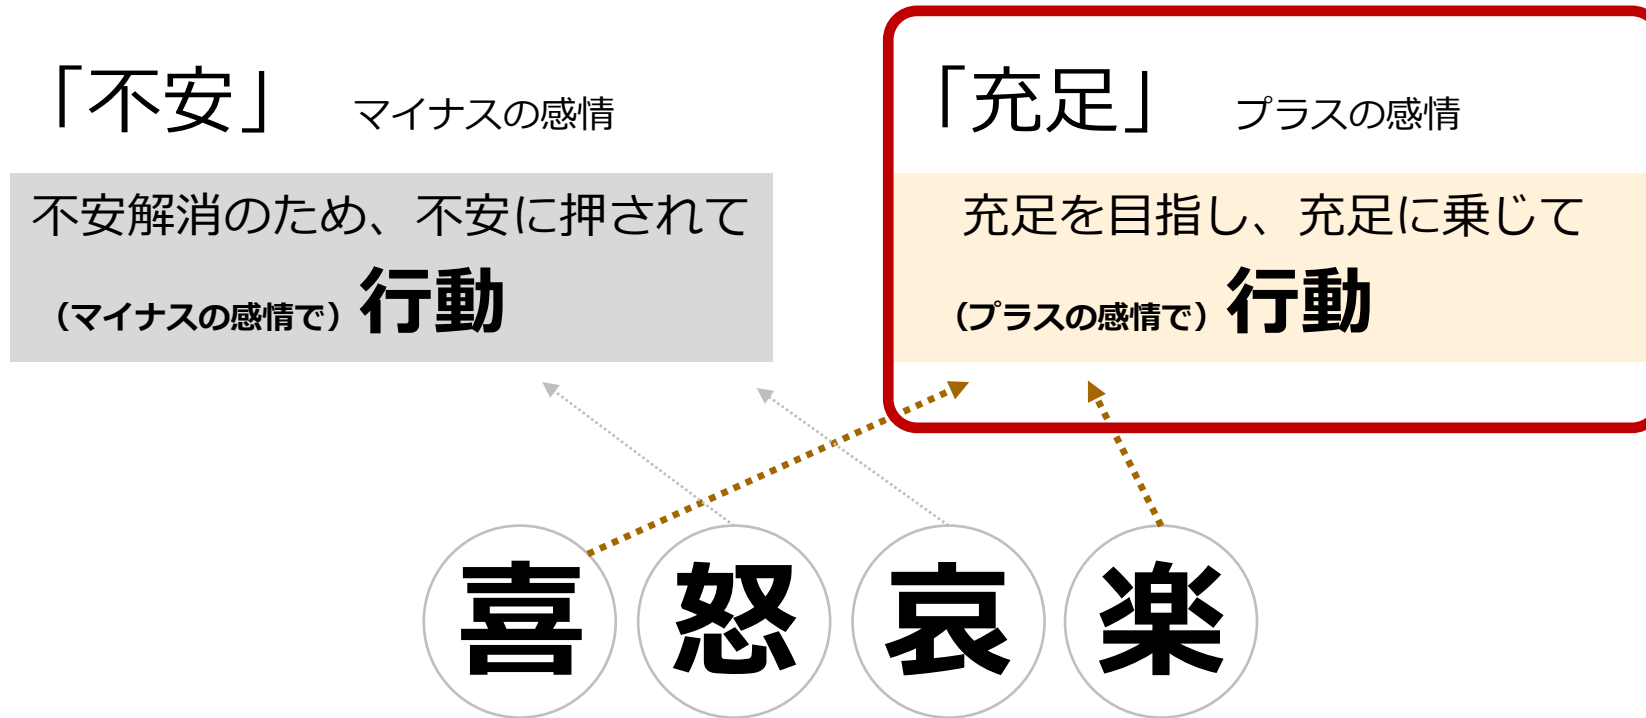 「不安」 マイナスの感情
不安解消のため、不安に押されて
（マイナスの感情で）行動
「充足」 プラスの感情
充足を目指し、充足に乗じて
（プラスの感情で）行動
喜 怒 哀 楽